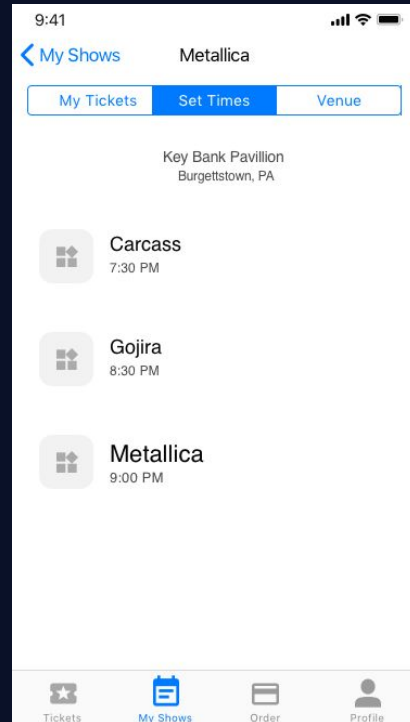 9:41
My Shows
Metallica
My Tickets
Set Times
Venue
Key Bank Pavillion
Burgettstown, PA
Carcass
7:30 PM
Gojira
8:30 PM
Metallica
9:00 PM
Tickets
My Shows
Order
Profile